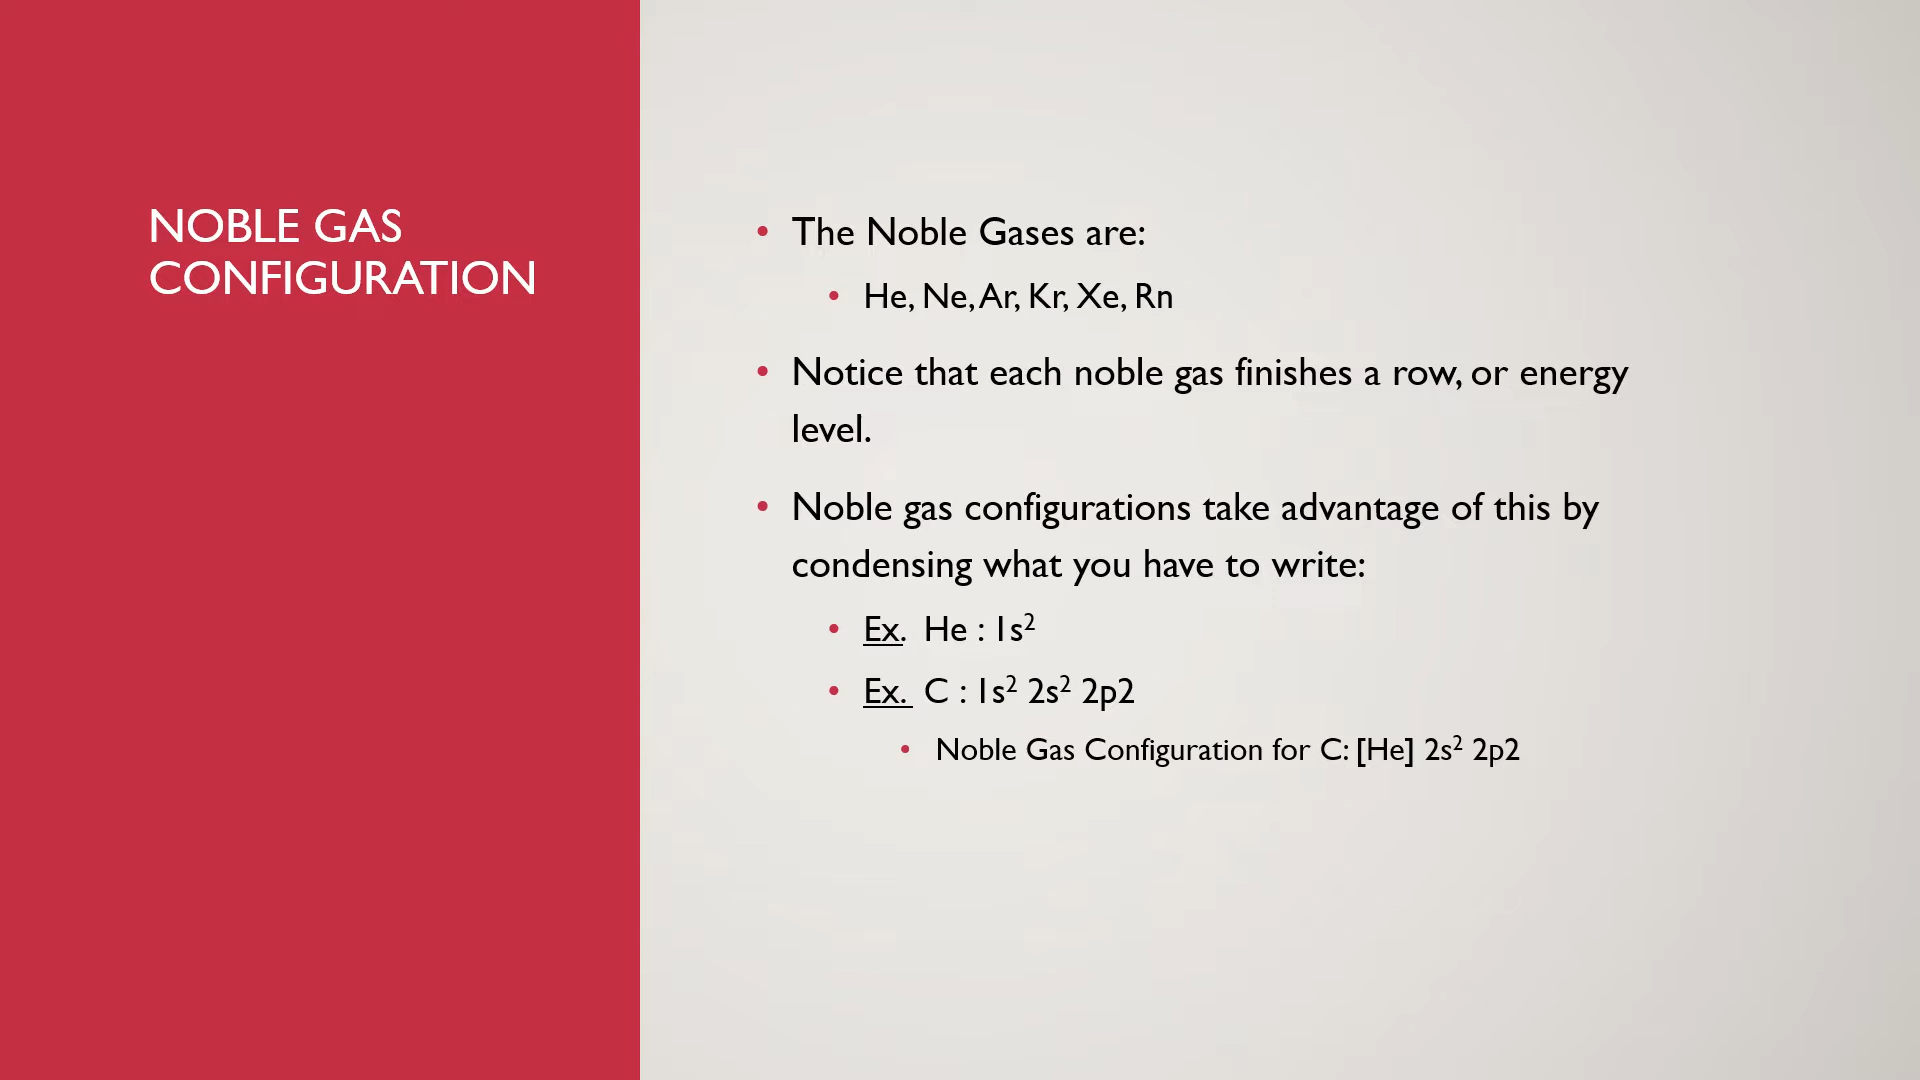 NOBLE GAS
CONFIGURATION
• The Noble Gases are:
• He, Ne, Ar, Kr, Xe, Rn
• Notice that each noble gas finishes a row, or energy
level.
• Noble gas configurations take advantage of this by
condensing what you have to write:
• Ex. He : 1s²
• Ex. C : 1s² 2s² 2p2
• Noble Gas Configuration for C: [He] 2s² 2p2